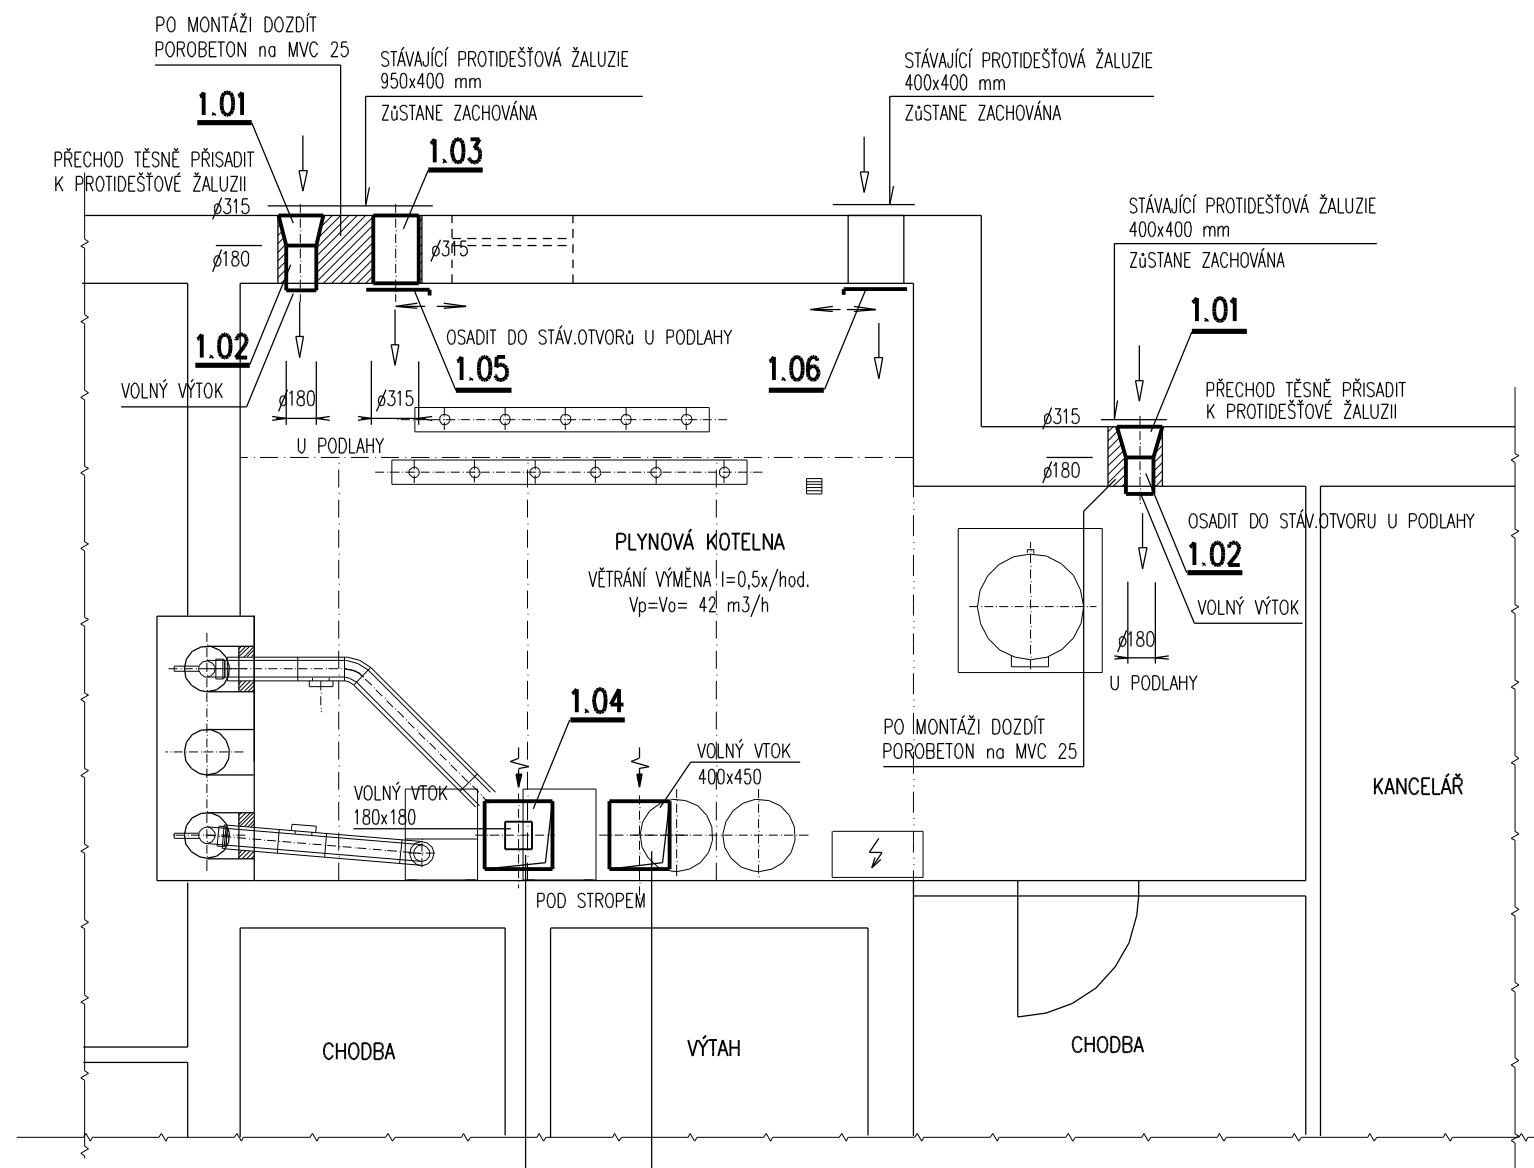 PO MONTÁŽI DOZDÍT
POROBETON na MVC 25
STÁVAJÍCÍ PROTIDEŠŤOVÁ ŽALUZIE
950x400 mm
ZůSTANE ZACHOVÁNA
STÁVAJÍCÍ PROTIDEŠŤOVÁ ŽALUZIE
400x400 mm
ZůSTANE ZACHOVÁNA
1.01
1.03
PŘECHOD TĚSNĚ PŘISADIT
K PROTIDEŠŤOVÉ ŽALUZII
ø315
ø180
ø315
STÁVAJÍCÍ PROTIDEŠŤOVÁ ŽALUZIE
400x400 mm
ZůSTANE ZACHOVÁNA
1.01
1.02
OSADIT DO STÁV.OTVORů U PODLAHY
1.05
1.06
VOLNÝ VÝTOK
ø180
ø315
U PODLAHY
PŘECHOD TĚSNĚ PŘISADIT
K PROTIDEŠŤOVÉ ŽALUZII
ø315
ø180
OSADIT DO STÁV.OTVORU U PODLAHY
1.02
VOLNÝ VÝTOK
ø180
U PODLAHY
PLYNOVÁ KOTELNA
VĚTRÁNÍ VÝMĚNA I=0,5x/hod.
Vp=Vo= 42 m3/h
1.04
PO MONTÁŽI DOZDÍT
POROBETON na MVC 25
VOLNÝ VTOK
400x450
VOLNÝ VTOK
180x180
KANCELÁŘ
POD STROPEM
CHODBA
VÝTAH
CHODBA